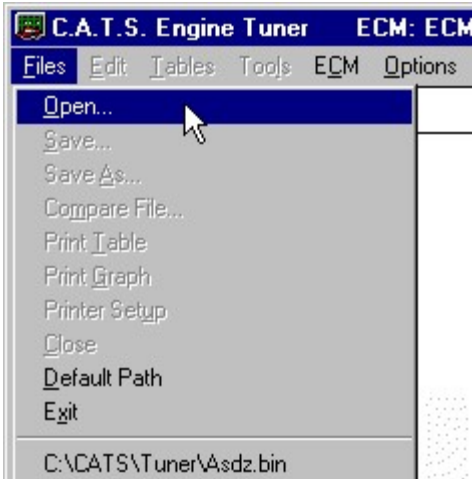 C.A.T.S. Engine Tuner ECM: ECM
Files Edit Tables Tools ECM Options
Open...
Save...
Save As...
Compare File...
Print Table
Print Graph
Printer Setup
Close
Default Path
Exit
C:\CATS\Tuner\Asdz.bin